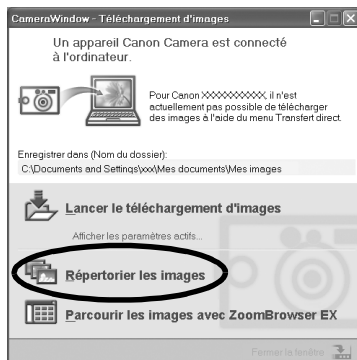 CameraWindow - Téléchargement d'images
Un appareil Canon Camera est connecté
à l'ordinateur.
Pour Canon XXXXXXXXXX, il n'est
actuellement pas possible de télécharger
des images à l'aide du menu Transfert direct.
Enregistrer dans (Nom du dossier):
C:\Documents and Settings\xxx\Mes documents\Mes images
Lancer le téléchargement d'images
Afficher les paramètres actifs...
Répertorier les images
Parcourir les images avec ZoomBrowser EX
Fermer la fenêtre